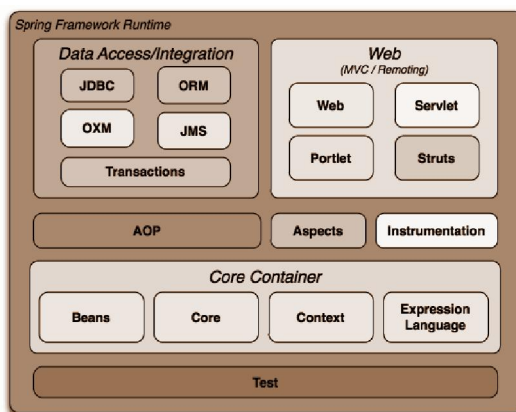 Spring Framework Runtime
Data Access/Integration
JDBC
ORM
OXM
JMS
Transactions
Web
(MVC / Remoting)
Web
Servlet
Portlet
Struts
AOP
Aspects
Instrumentation
Core Container
Beans
Core
Context
Expression
Language
Test